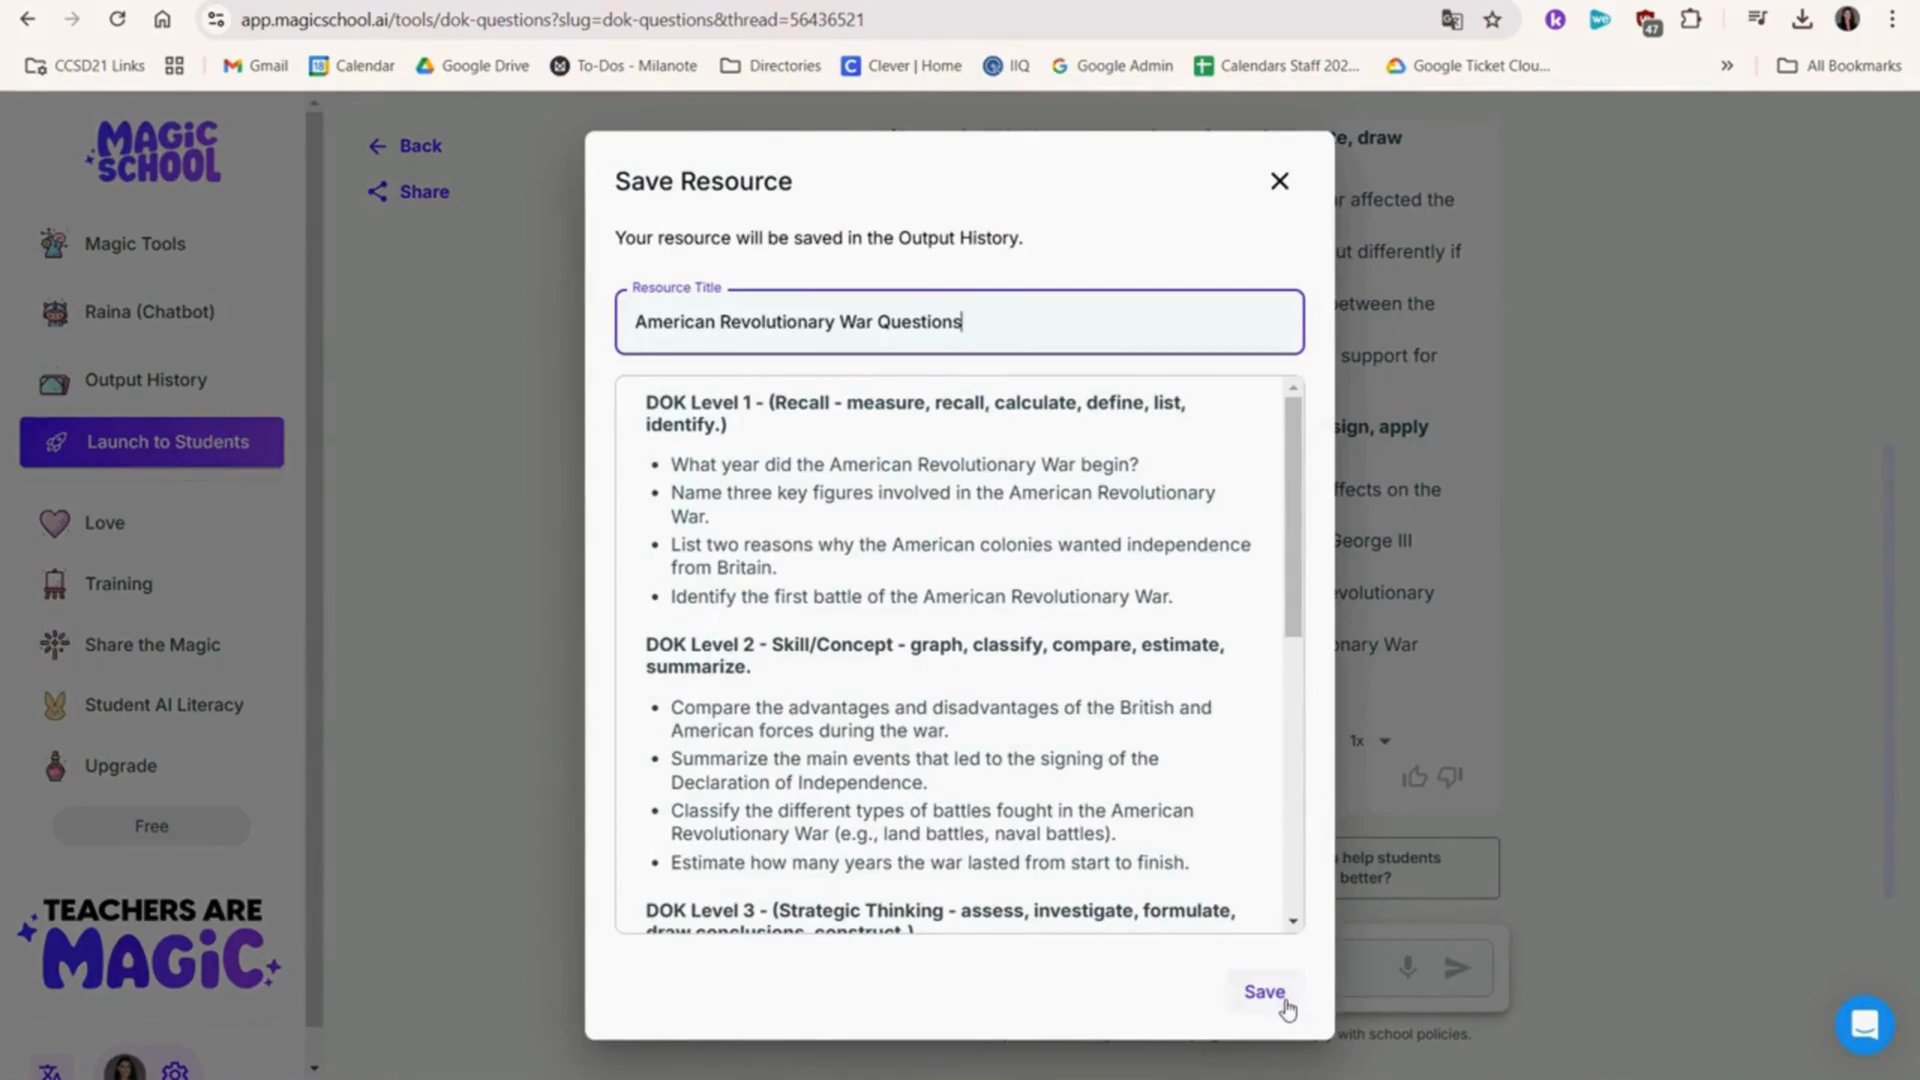 app.magicschool.ai/tools/dok-questions?slug=dok-questions&thread=56436521
47
CCSD21 Links
Gmail
Calendar
Google Drive
To-Dos - Milanote
Directories
Clever | Home
IIQ
Google Admin
Calendars Staff 202...
Google Ticket Clou...
All Bookmarks
MAGiC
SCHOOL
Magic Tools
Raina (Chatbot)
Output History
Launch to Students
Love
Training
Share the Magic
Student AI Literacy
Upgrade
Free
TEACHERS ARE
MAGiC
Back
Share
Save Resource
Your resource will be saved in the Output History.
Resource Title
American Revolutionary War Questions
DOK Level 1 - (Recall - measure, recall, calculate, define, list,
identify.)
• What year did the American Revolutionary War begin?
• Name three key figures involved in the American Revolutionary
War.
• List two reasons why the American colonies wanted independence
from Britain.
• Identify the first battle of the American Revolutionary War.
DOK Level 2 - Skill/Concept - graph, classify, compare, estimate,
summarize.
• Compare the advantages and disadvantages of the British and
American forces during the war.
• Summarize the main events that led to the signing of the
Declaration of Independence.
• Classify the different types of battles fought in the American
Revolutionary War (e.g., land battles, naval battles).
• Estimate how many years the war lasted from start to finish.
DOK Level 3 - (Strategic Thinking - assess, investigate, formulate,
draw conclusions, construct.)
Save
e, draw
r affected the
ut differently if
etween the
support for
sign, apply
ffects on the
George III
evolutionary
onary War
1x
help students
better?
with school policies.